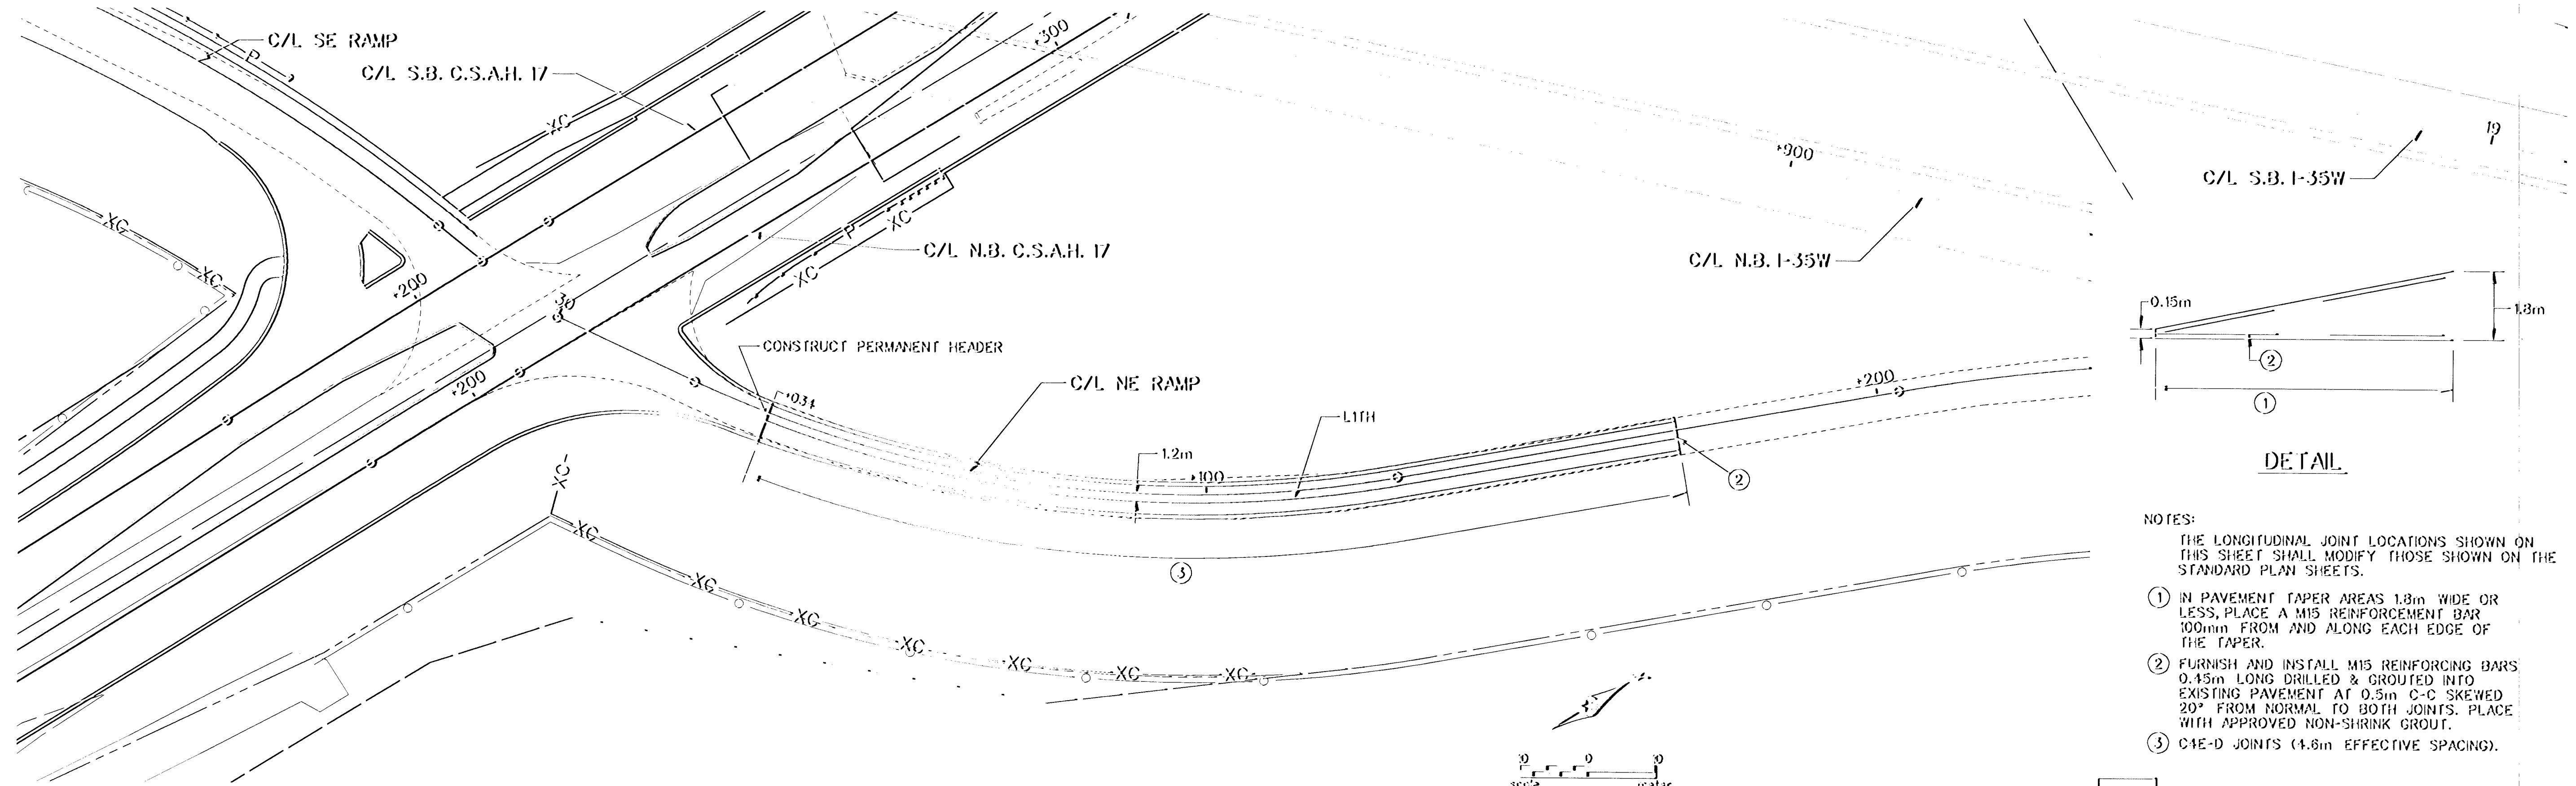 C/L SE RAMP
P
C/L S.B. C.S.A.H. 17
XC
+300
+900
19
C/L S.B. I-35W
C/L N.B. I-35W
XC
P
XC
XC
XC
C/L N.B. C.S.A.H. 17
+200
30
CONSTRUCT PERMANENT HEADER
+034
+200
C/L NE RAMP
L1TH
+200
1.2m
+100
2
3
XC
XC
XC
XC
XC
XC
XC
XC
0.15m
1.8m
2
1
DETAIL
NOTES:
THE LONGITUDINAL JOINT LOCATIONS SHOWN ON
THIS SHEET SHALL MODIFY THOSE SHOWN ON THE
STANDARD PLAN SHEETS.
1 IN PAVEMENT TAPER AREAS 1.8m WIDE OR
LESS, PLACE A M15 REINFORCEMENT BAR
100mm FROM AND ALONG EACH EDGE OF
THE TAPER.
2 FURNISH AND INSTALL M15 REINFORCING BARS
0.45m LONG DRILLED & GROUTED INTO
EXISTING PAVEMENT AT 0.5m C-C SKEWED
20° FROM NORMAL TO BOTH JOINTS. PLACE
WITH APPROVED NON-SHRINK GROUT.
3 C4E-D JOINTS (4.6m EFFECTIVE SPACING).